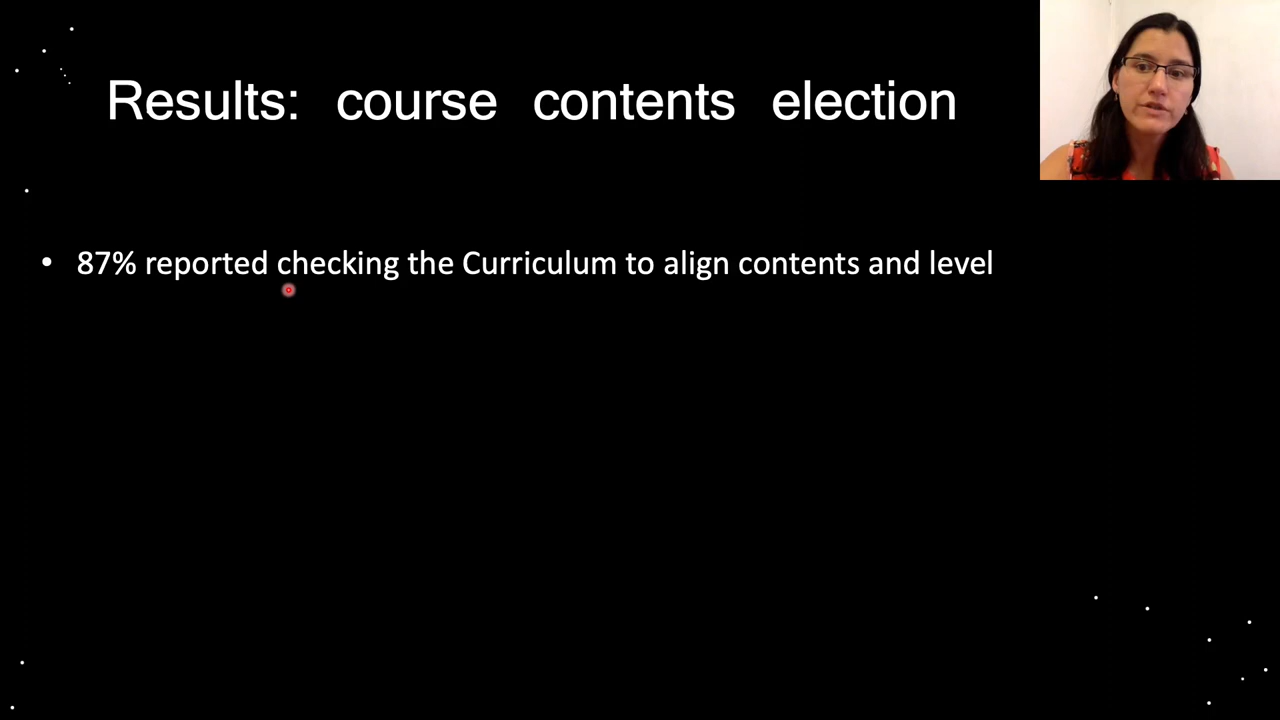 Results: course contents election
• 87% reported checking the Curriculum to align contents and level